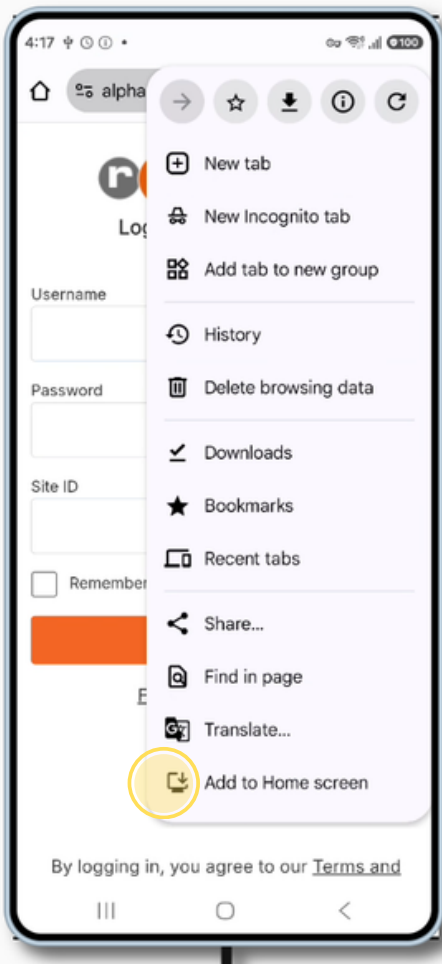 4:17
100
alpha
New tab
New Incognito tab
Add tab to new group
Username
History
Password
Delete browsing data
Downloads
Site ID
Bookmarks
Recent tabs
Remember
Share...
Find in page
Translate...
Add to Home screen
By logging in, you agree to our Terms and